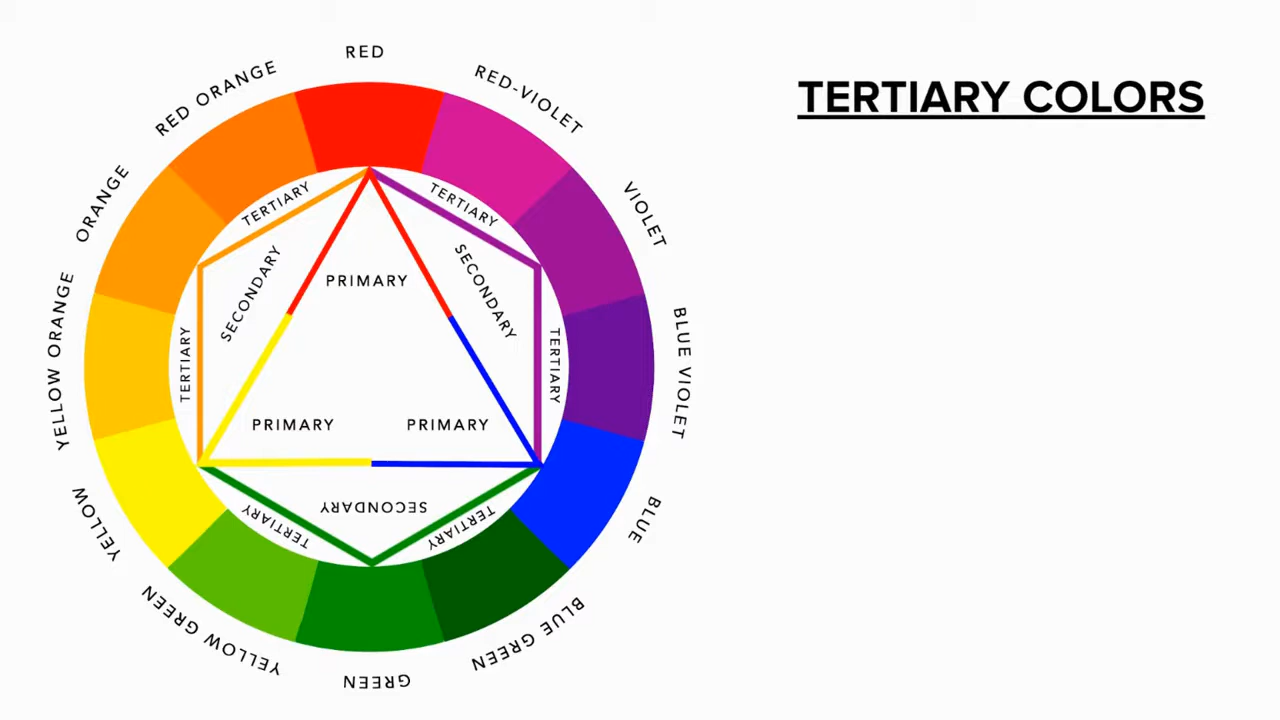 TERTIARY COLORS
RED
RED-VIOLET
VIOLET
BLUE VIOLET
BLUE
BLUE GREEN
GREEN
YELLOW GREEN
YELLOW
YELLOW ORANGE
ORANGE
RED ORANGE
TERTIARY
TERTIARY
SECONDARY
SECONDARY
PRIMARY
TERTIARY
TERTIARY
PRIMARY
PRIMARY
SECONDARY
TERTIARY
TERTIARY